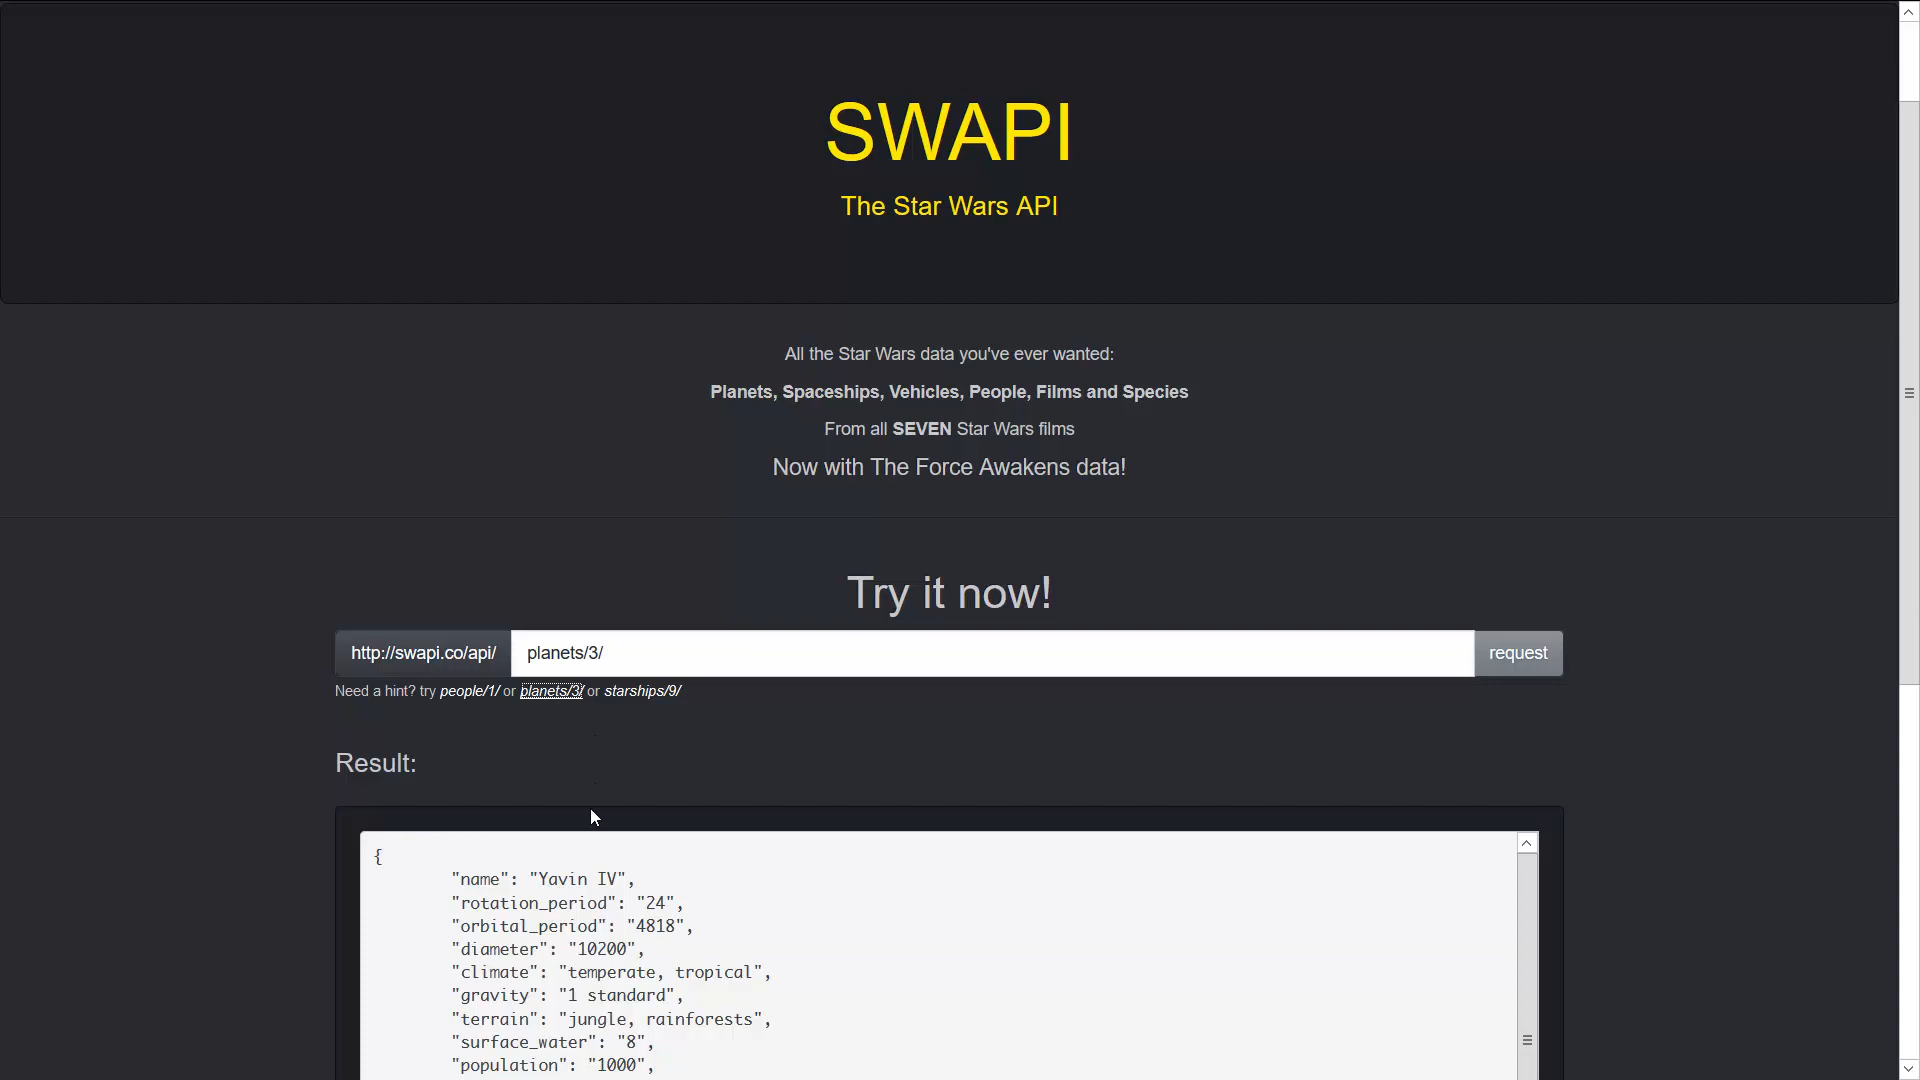 SWAPI
The Star Wars API
All the Star Wars data you've ever wanted:
Planets, Spaceships, Vehicles, People, Films and Species
From all SEVEN Star Wars films
Now with The Force Awakens data!
Try it now!
http://swapi.co/api/ planets/3/ request
Need a hint? try people/1/ or planets/3/ or starships/9/
Result:
{
"name": "Yavin IV",
"rotation_period": "24",
"orbital_period": "4818",
"diameter": "10200",
"climate": "temperate, tropical",
"gravity": "1 standard",
"terrain": "jungle, rainforests",
"surface_water": "8",
"population": "1000",